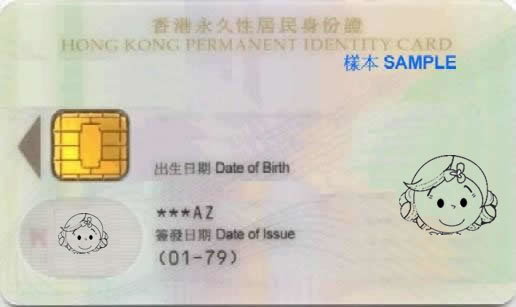 香港永久性居民身份證
HONG KONG PERMANENT IDENTITY CARD
樣本 SAMPLE
出生日期 Date of Birth
***AZ
簽發日期 Date of Issue
(01-79)